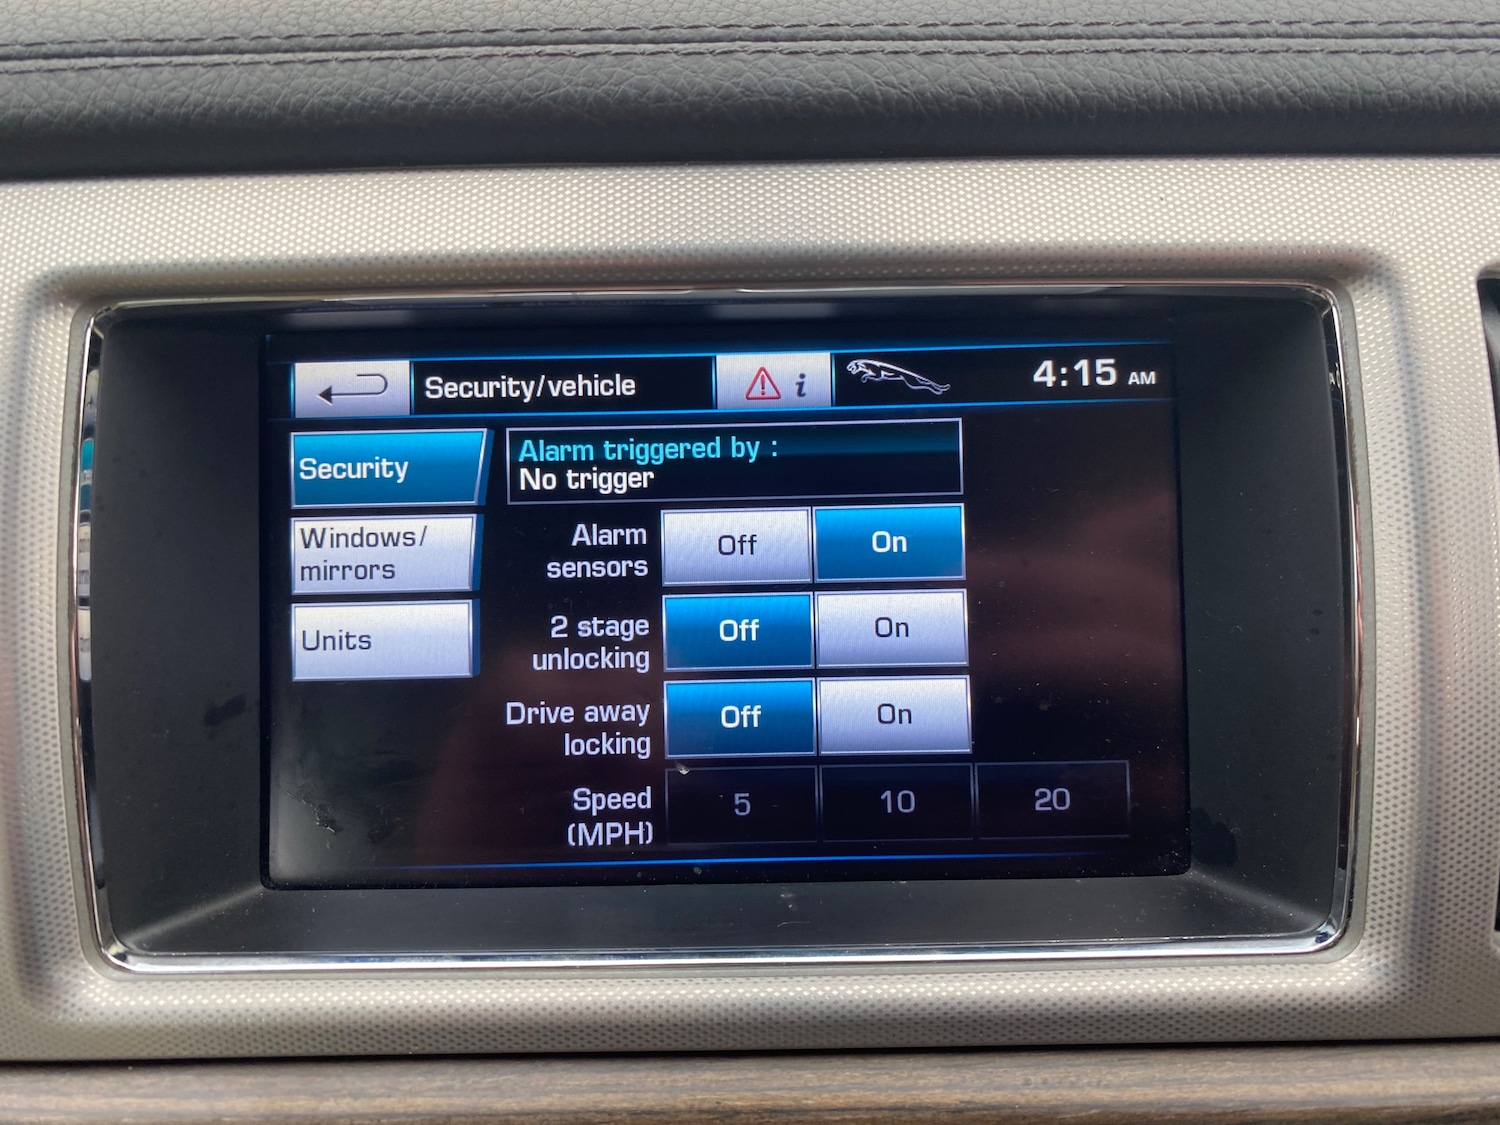 Security/vehicle i 4:15 AM
Security
Windows/
mirrors
Units
Alarm triggered by :
No trigger
Alarm
sensors
Off On
2 stage
unlocking
Off On
Drive away
locking
Off On
Speed
(MPH)
5 10 20